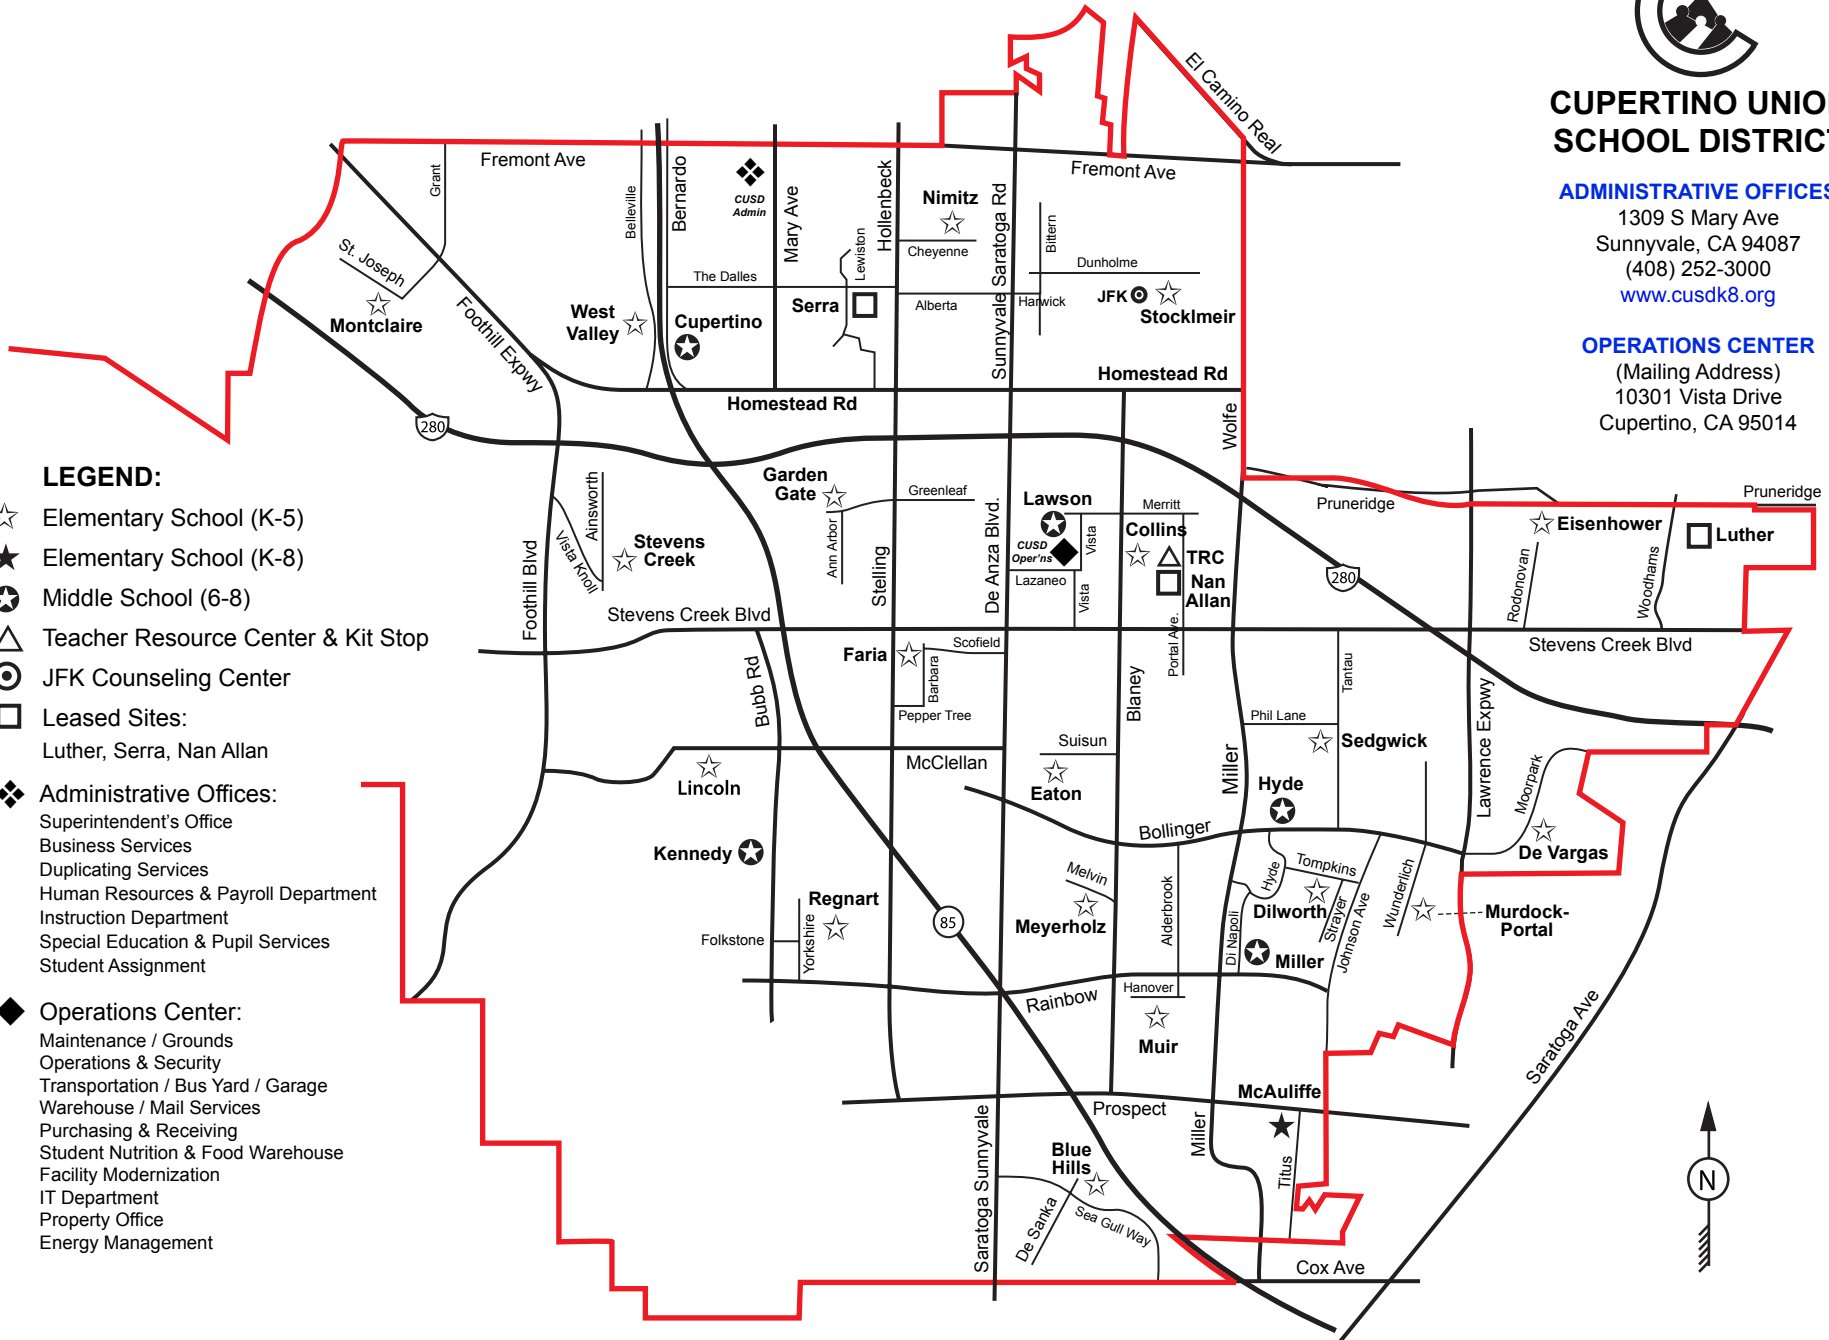 CUPERTINO UNIO
SCHOOL DISTRICT
ADMINISTRATIVE OFFICES
1309 S Mary Ave
Sunnyvale, CA 94087
(408) 252-3000
www.cusdk8.org
OPERATIONS CENTER
(Mailing Address)
10301 Vista Drive
Cupertino, CA 95014
El Camino Real
Fremont Ave
Fremont Ave
Grant
Belleville
Bernardo
CUSD
Admin
Mary Ave
Hollenbeck
Lewiston
Nimitz
Cheyenne
Sunnyvale Saratoga Rd
Bittern
Dunholme
St. Joseph
Montclaire
Foothill Expwy
West
Valley
Cupertino
The Dalles
Serra
Alberta
Harwick
JFK
Stocklmeir
Homestead Rd
Homestead Rd
Wolfe
280
LEGEND:
Elementary School (K-5)
Elementary School (K-8)
Middle School (6-8)
Teacher Resource Center & Kit Stop
JFK Counseling Center
Leased Sites:
Luther, Serra, Nan Allan
Administrative Offices:
Superintendent's Office
Business Services
Duplicating Services
Human Resources & Payroll Department
Instruction Department
Special Education & Pupil Services
Student Assignment
Operations Center:
Maintenance / Grounds
Operations & Security
Transportation / Bus Yard / Garage
Warehouse / Mail Services
Purchasing & Receiving
Student Nutrition & Food Warehouse
Facility Modernization
IT Department
Property Office
Energy Management
Foothill Blvd
Ainsworth
Vista Knoll
Stevens
Creek
Garden
Gate
Greenleaf
Ann Arbor
Stelling
De Anza Blvd.
Lawson
CUSD
Oper'ns
Lazaneo
Vista
Vista
Merritt
Collins
TRC
Nan
Allan
Portal Ave.
Pruneridge
Pruneridge
Eisenhower
Luther
Rodonovan
Woodhams
280
Stevens Creek Blvd
Stevens Creek Blvd
Bubb Rd
Faria
Scofield
Barbara
Pepper Tree
Blaney
Tantau
Phil Lane
Sedgwick
Lawrence Expwy
Moorpark
McClellan
Lincoln
Suisun
Eaton
Miller
Hyde
Bollinger
De Vargas
Kennedy
Regnart
Folkstone
Yorkshire
85
Melvin
Meyerholz
Alderbrook
Hyde
Tompkins
Dilworth
Strayer
Johnson Ave
Wunderlich
Murdock-
Portal
Di Napoli
Miller
Rainbow
Hanover
Muir
Saratoga Ave
McAuliffe
Prospect
Saratoga Sunnyvale
Miller
Titus
Blue
Hills
De Sanka
Sea Gull Way
Cox Ave
N